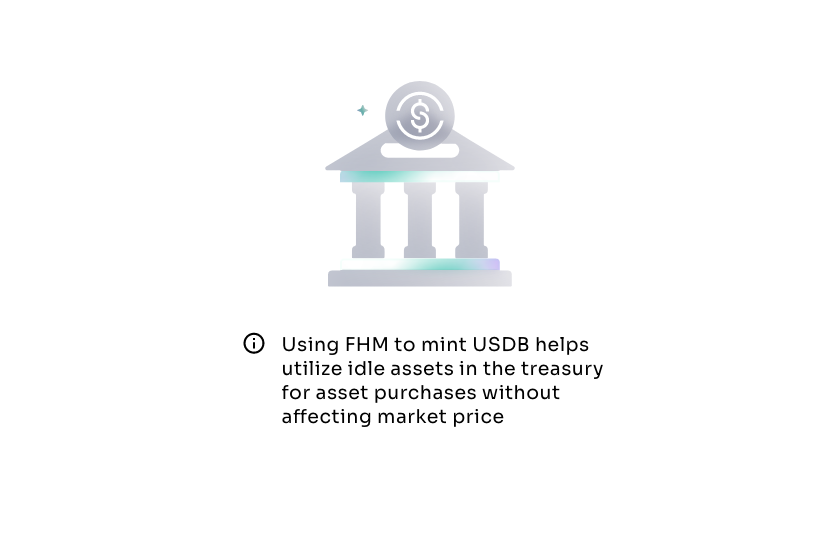 Using FHM to mint USDB helps
utilize idle assets in the treasury
for asset purchases without
affecting market price